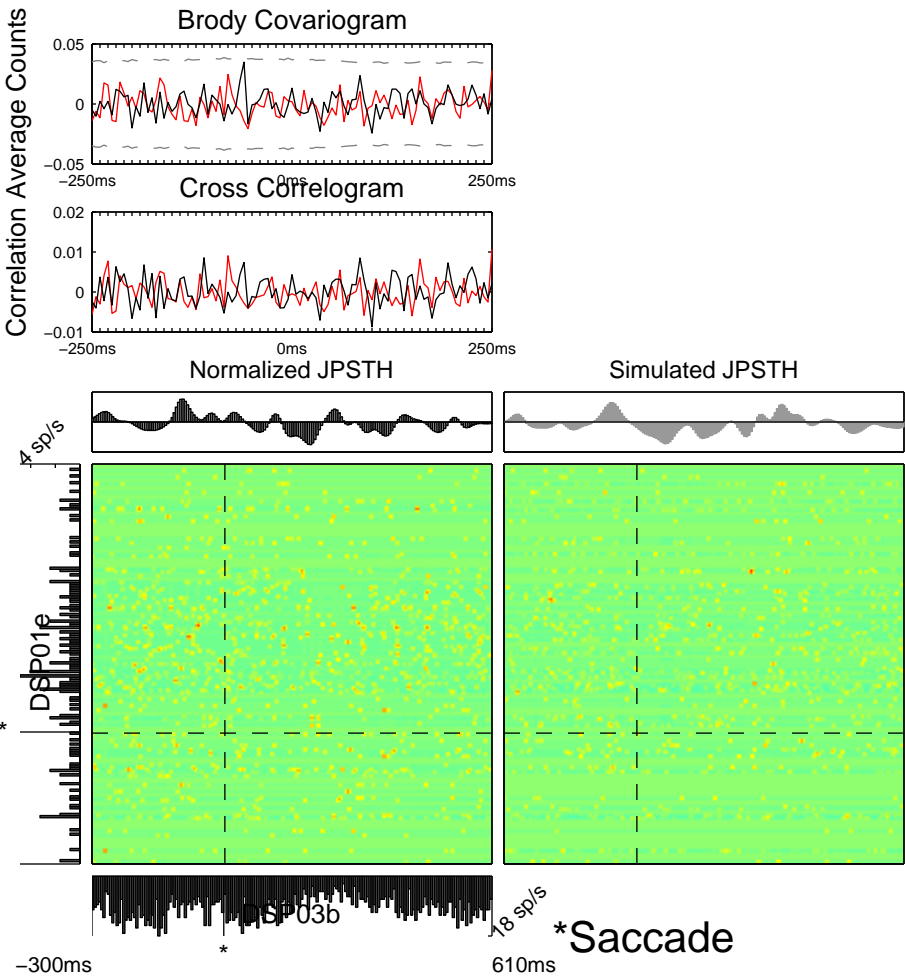 Brody Covariogram
Correlation Average Counts
0.05
0
−0.05
−250ms
0ms
250ms
Cross Correlogram
0.02
0.01
0
−0.01
−250ms
0ms
250ms
Normalized JPSTH
Simulated JPSTH
4 sp/s
DSP01e
*
DSP03b
18 sp/s
*
*Saccade
−300ms
610ms